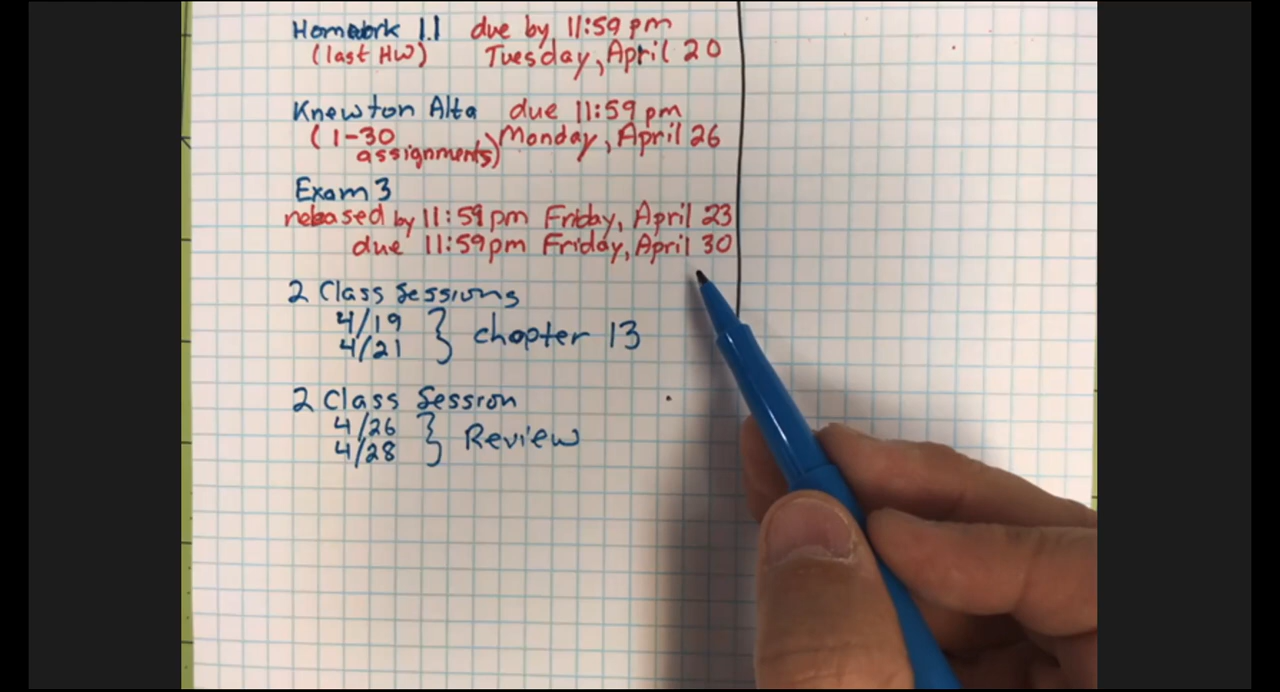 Homework 11 due by 11:59 pm
(last HW) Tuesday, April 20
Knewton Alta due 11:59 pm
(1-30 assignments) Monday, April 26
Exam 3
released by 11:59 pm Friday, April 23
due 11:59 pm Friday, April 30
2 Class Sessions
4/19
4/21 } chapter 13
2 Class Session
4/26
4/28 } Review